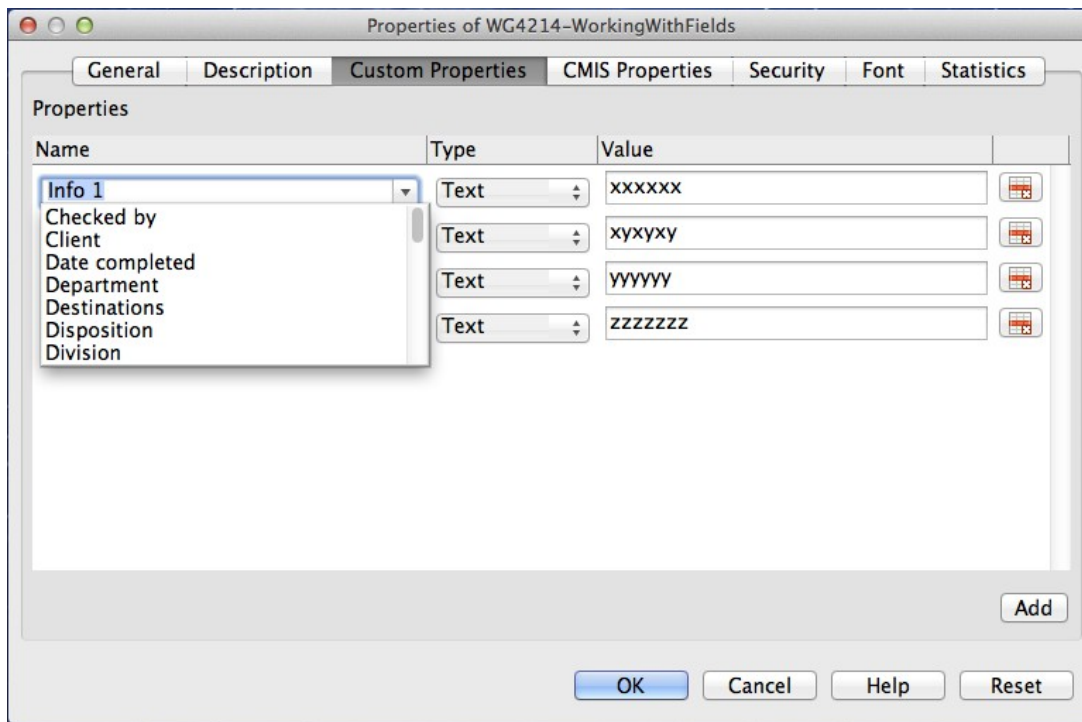 Properties of WG4214-WorkingWithFields
General Description Custom Properties CMIS Properties Security Font Statistics
Properties
Name Type Value
Info 1 Text xxxxxx
Checked by
Client Text xyxyxy
Date completed
Department Text yyyyyy
Destinations
Disposition Text zzzzzzz
Division
Add
OK Cancel Help Reset